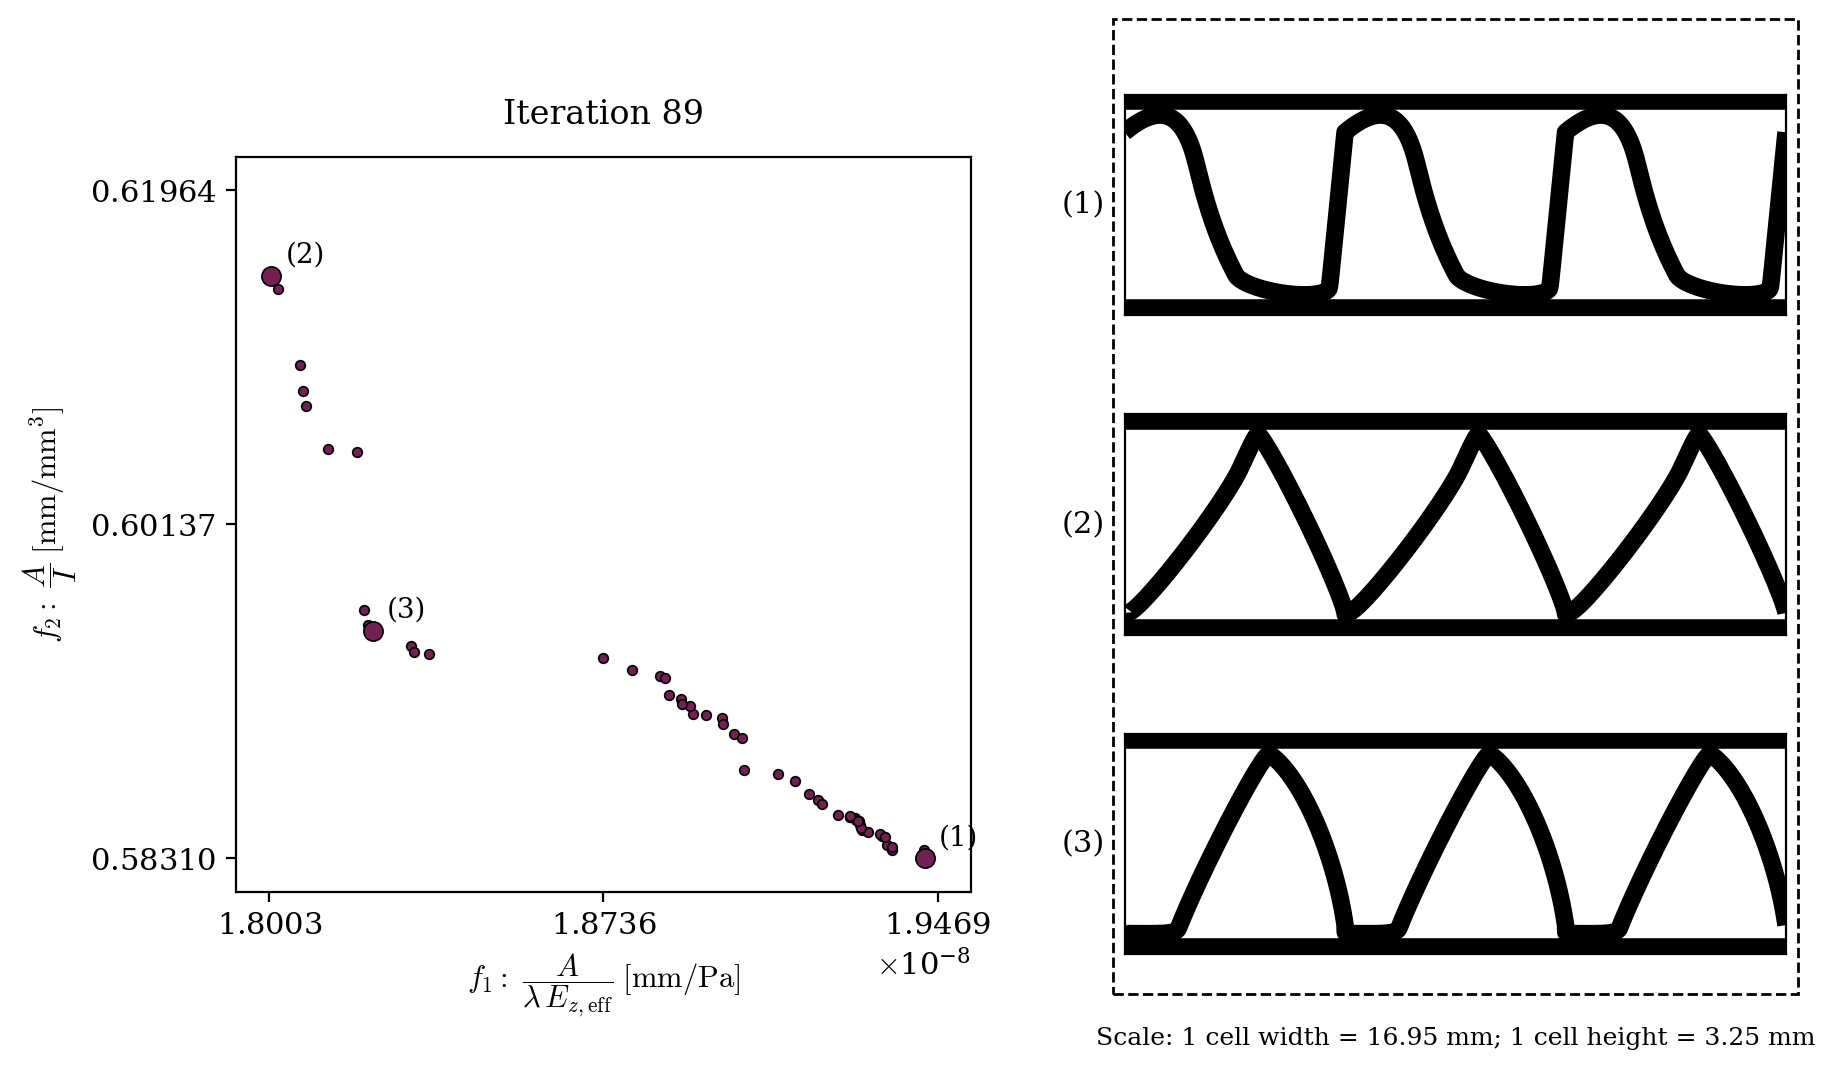 Iteration 89
0.61964
0.60137
0.58310
f₂ : A/I [mm/mm³]
(2)
(3)
(1)
1.8003 1.8736 1.9469
×10⁻⁸
f₁ : A/(λ E_z,eff) [mm/Pa]
(1)
(2)
(3)
Scale: 1 cell width = 16.95 mm; 1 cell height = 3.25 mm